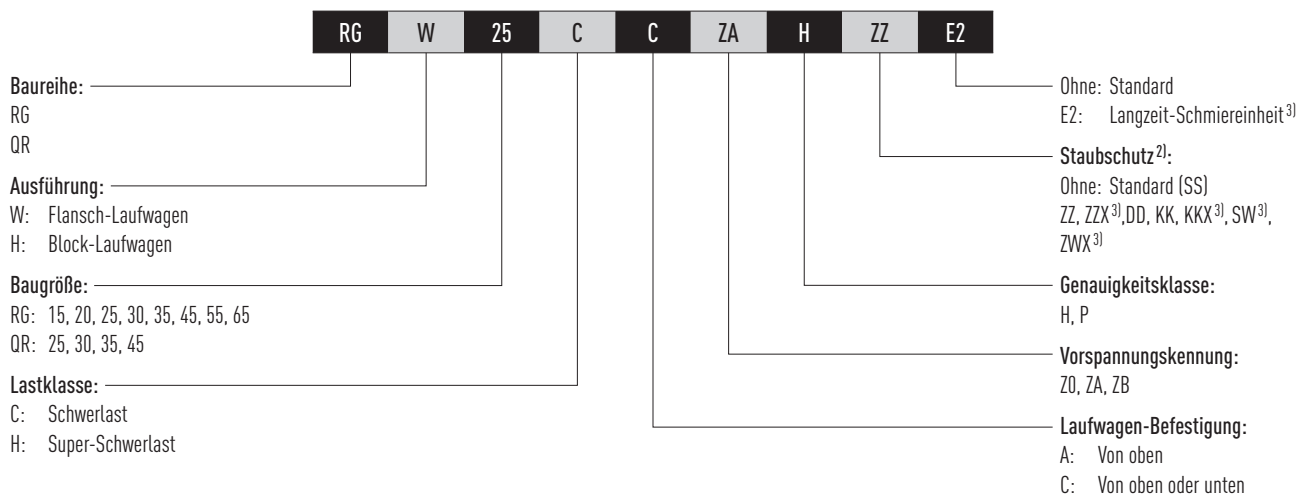 RG W 25 C C ZA H ZZ E2
Baureihe:
RG
QR
Ausführung:
W: Flansch-Laufwagen
H: Block-Laufwagen
Baugröße:
RG: 15, 20, 25, 30, 35, 45, 55, 65
QR: 25, 30, 35, 45
Lastklasse:
C: Schwerlast
H: Super-Schwerlast
Ohne: Standard
E2: Langzeit-Schmiereinheit 3)
Staubschutz 2):
Ohne: Standard (SS)
ZZ, ZZX 3),DD, KK, KKX 3), SW 3),
ZWX 3)
Genauigkeitsklasse:
H, P
Vorspannungskennung:
Z0, ZA, ZB
Laufwagen-Befestigung:
A: Von oben
C: Von oben oder unten